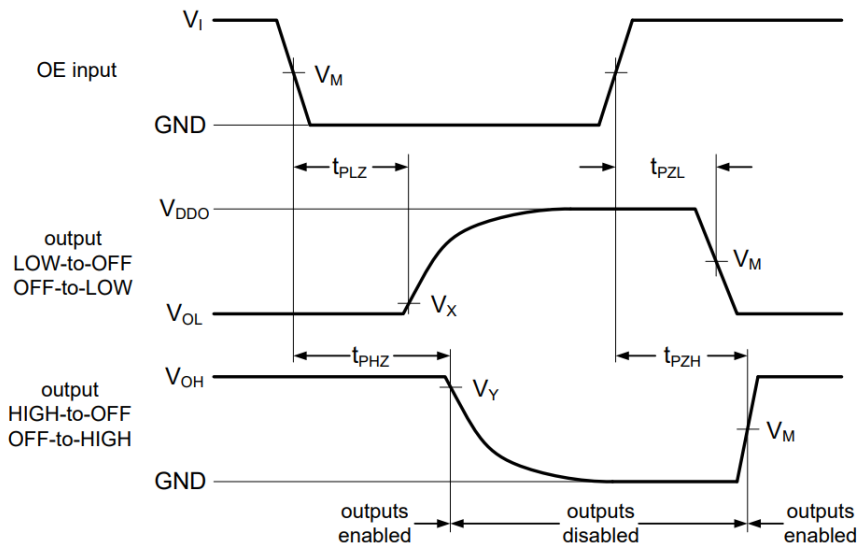 V_I
OE input
V_M
GND
t_PLZ
t_PZL
V_DDO
output
LOW-to-OFF
OFF-to-LOW
V_M
V_X
V_OL
t_PHZ
t_PZH
V_OH
output
HIGH-to-OFF
OFF-to-HIGH
V_Y
V_M
GND
outputs
enabled
outputs
disabled
outputs
enabled